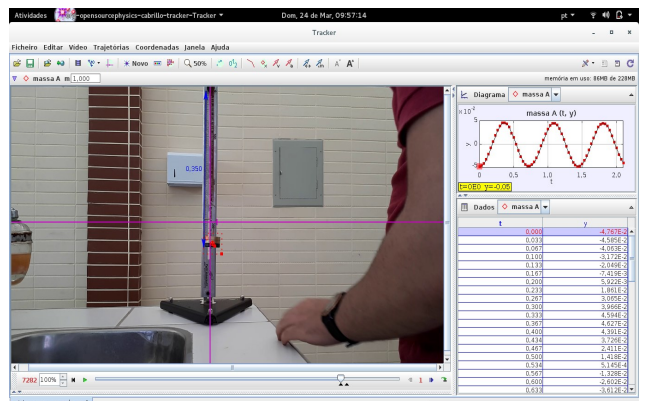 Atividades -opensourcephysics-cabrillo-tracker-Tracker Dom, 24 de Mar, 09:57:14 pt
Tracker
Ficheiro Editar Vídeo Trajetórias Coordenadas Janela Ajuda
Novo 50%
massa A m 1,000 memória em uso: 86MB de 228MB
Diagrama massa A
massa A (t, y)
0,350
0 0,5 1,0 1,5 2,0
t
t=0E0 y=-0,05
Dados massa A
t y
0,000 -4,767E-2
0,033 -4,585E-2
0,067 -4,063E-2
0,100 -3,172E-2
0,133 -2,049E-2
0,167 -7,419E-3
0,200 5,922E-3
0,233 1,861E-2
0,267 3,065E-2
0,300 3,966E-2
0,333 4,594E-2
0,367 4,627E-2
0,400 4,391E-2
0,434 3,726E-2
0,467 2,411E-2
0,500 1,418E-2
0,534 5,145E-4
0,567 -1,328E-2
0,600 -2,602E-2
0,633 -3,612E-2
7282 100% 1